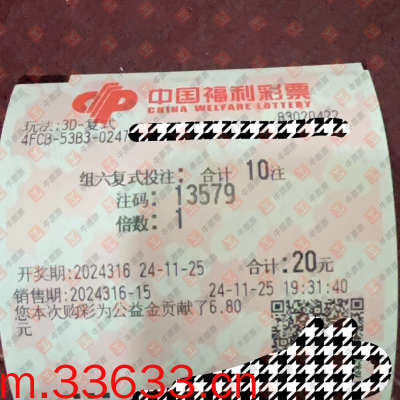 中国福利彩票
CHINA WELFARE LOTTERY
玩法:3D-复式
83020422
4FCB-53B3-0247
组六复式投注: 合计 10注
注码: 13579
倍数: 1
开奖期:2024316 24-11-25 合计:20元
销售期:2024316-15 24-11-25 19:31:40
您本次购彩为公益金贡献了6.80
元
m.33633.cn